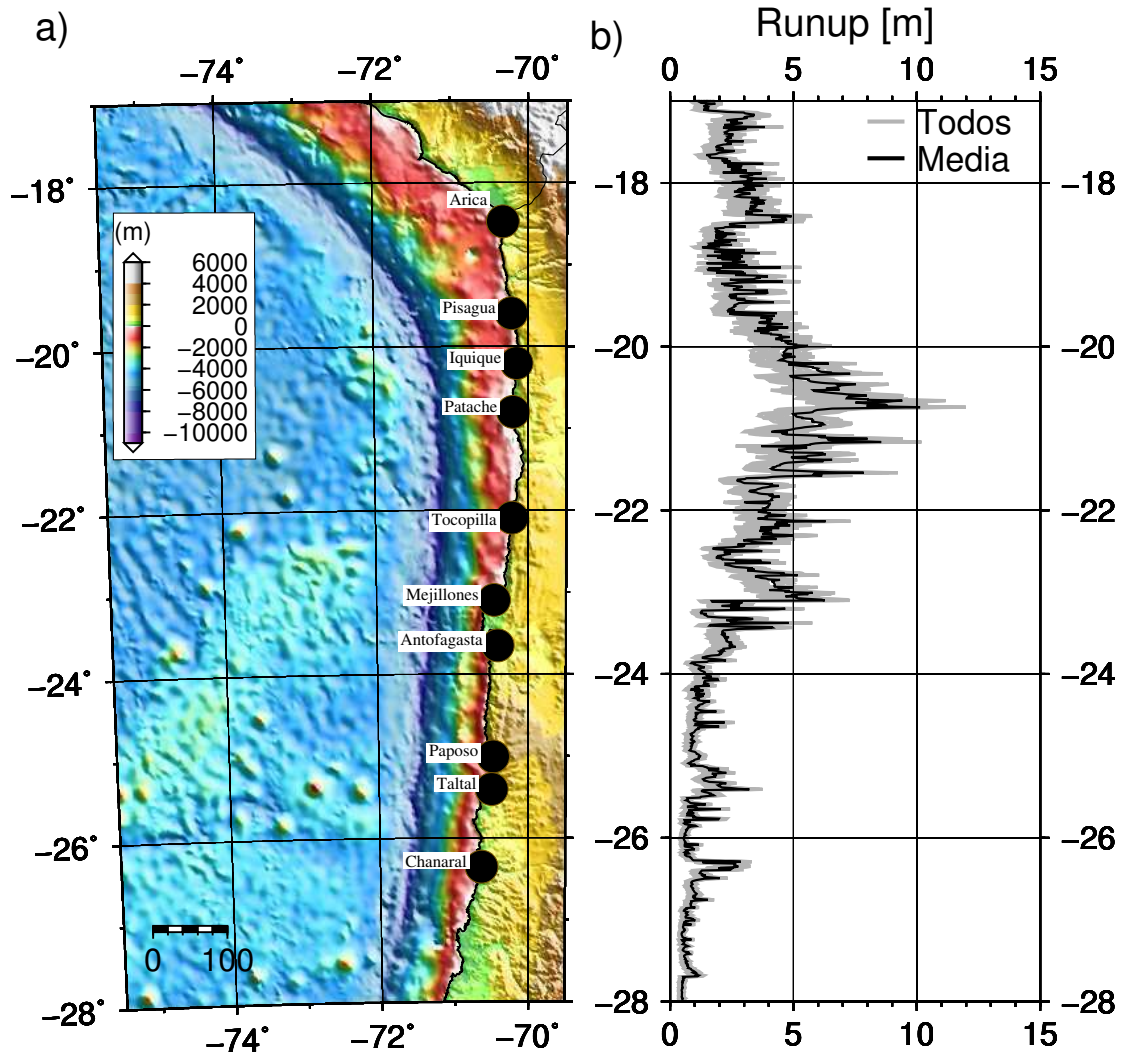 a)
−74°
−72°
−70°
−18°
−20°
−22°
−24°
−26°
−28°
(m)
6000
4000
2000
0
−2000
−4000
−6000
−8000
−10000
Arica
Pisagua
Iquique
Patache
Tocopilla
Mejillones
Antofagasta
Paposo
Taltal
Chanaral
0 100
−74°
−72°
−70°
b)
Runup [m]
0 5 10 15
Todos
Media
−18 −18
−20 −20
−22 −22
−24 −24
−26 −26
−28 −28
0 5 10 15